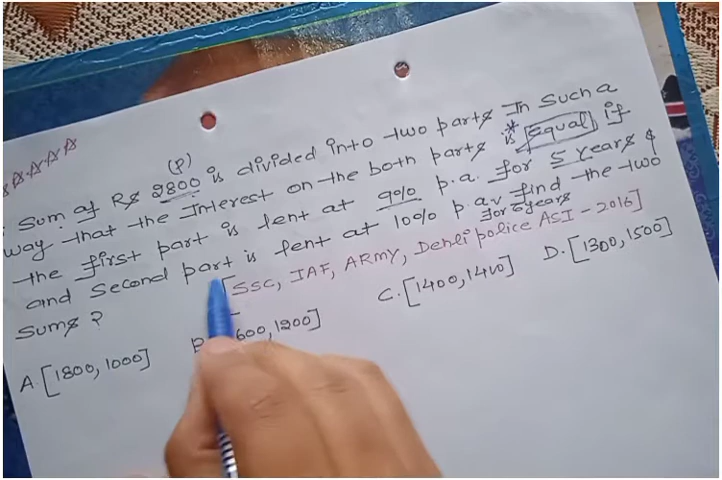 ☆☆☆☆☆
(P)
Sum of Rs 2800 is divided into two parts In such a
way that the Interest on the both parts is* Equal if
the first part is lent at 9% p.a. for 5 years &
and second part is lent at 10% p.a, find the two
for 6 years
sums ?
[SSC, IAF, ARMY, Dehli police ASI - 2016]
A. [1800, 1000]
B. 600, 1200]
C. [1400, 1400]
D. [1300, 1500]